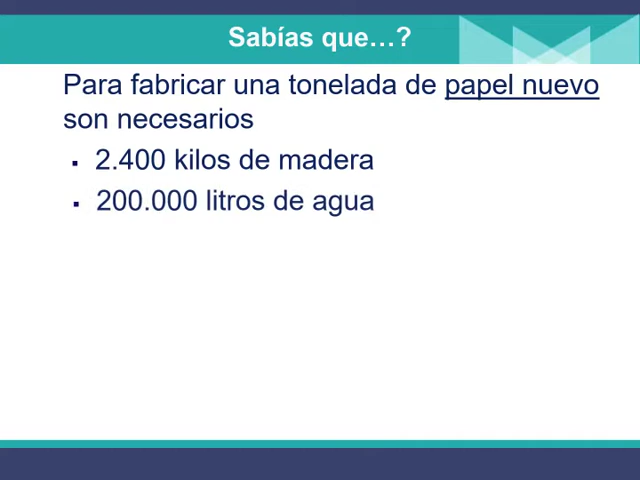 Sabías que…?
Para fabricar una tonelada de papel nuevo
son necesarios
▪ 2.400 kilos de madera
▪ 200.000 litros de agua